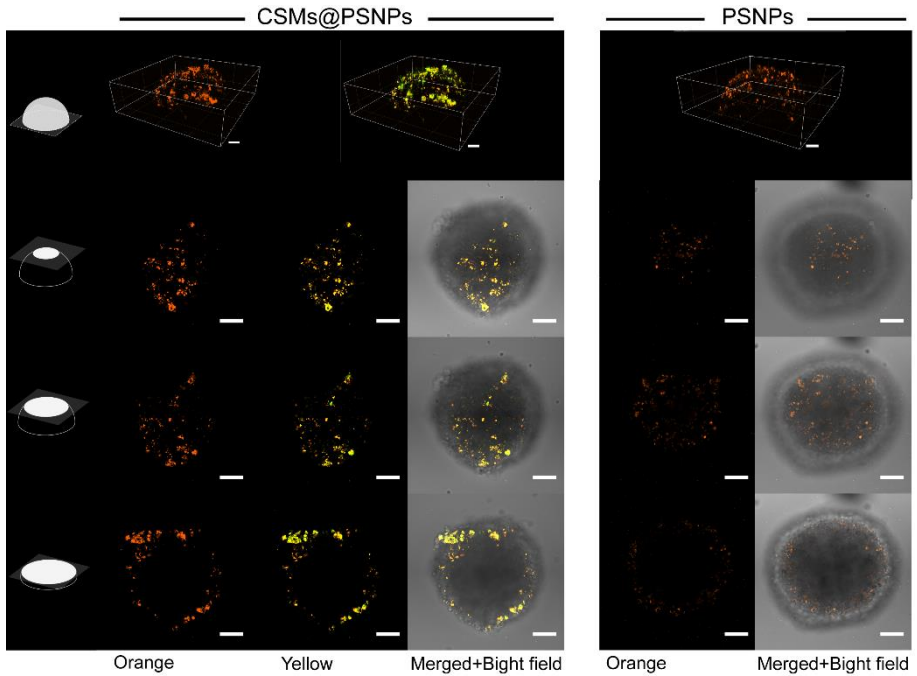 CSMs@PSNPs
PSNPs
Orange
Yellow
Merged+Bight field
Orange
Merged+Bight field